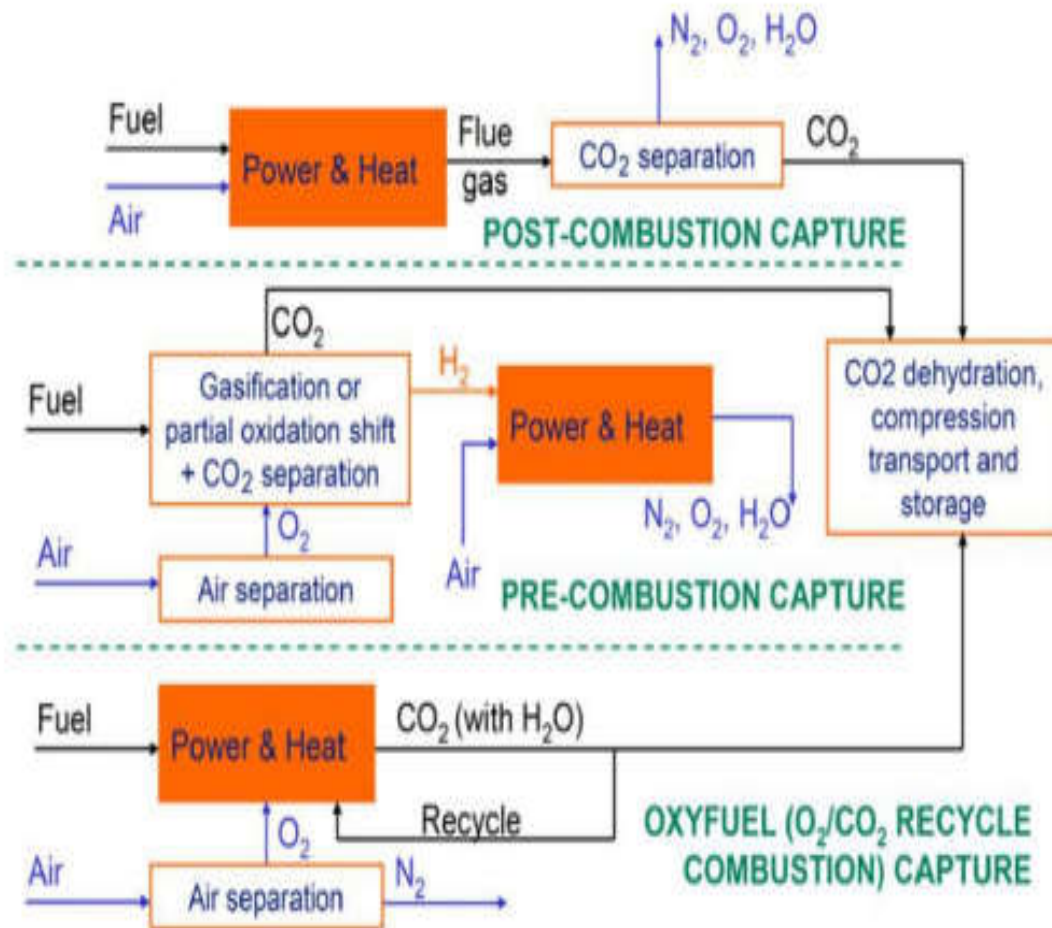 N₂, O₂, H₂O
Fuel
Air
Power & Heat
Flue
gas
CO₂ separation
CO₂
POST-COMBUSTION CAPTURE
CO₂
Fuel
Gasification or
partial oxidation shift
+ CO₂ separation
H₂
Power & Heat
CO2 dehydration,
compression
transport and
storage
O₂
Air
Air separation
Air
N₂, O₂, H₂O
PRE-COMBUSTION CAPTURE
Fuel
Power & Heat
CO₂ (with H₂O)
Recycle
O₂
Air
Air separation
N₂
OXYFUEL (O₂/CO₂ RECYCLE
COMBUSTION) CAPTURE